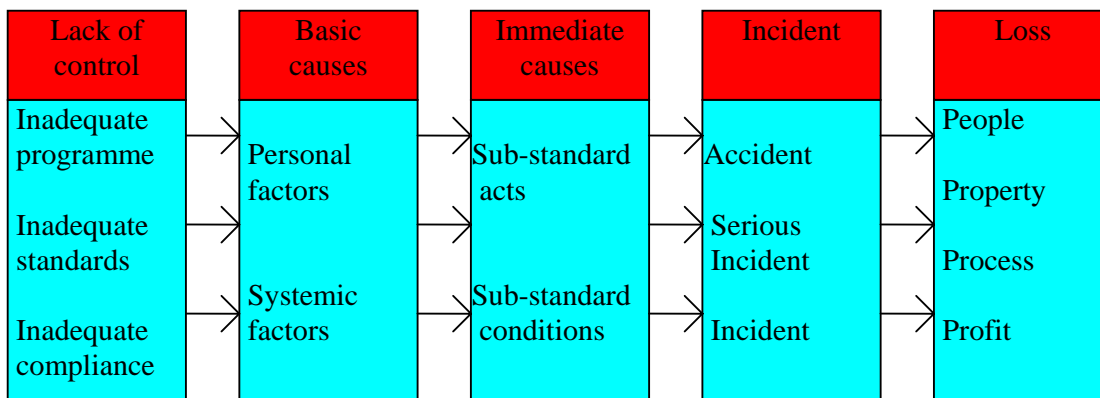 Lack of
control
Inadequate
programme
Inadequate
standards
Inadequate
compliance
Basic
causes
Personal
factors
Systemic
factors
Immediate
causes
Sub-standard
acts
Sub-standard
conditions
Incident
Accident
Serious
Incident
Incident
Loss
People
Property
Process
Profit